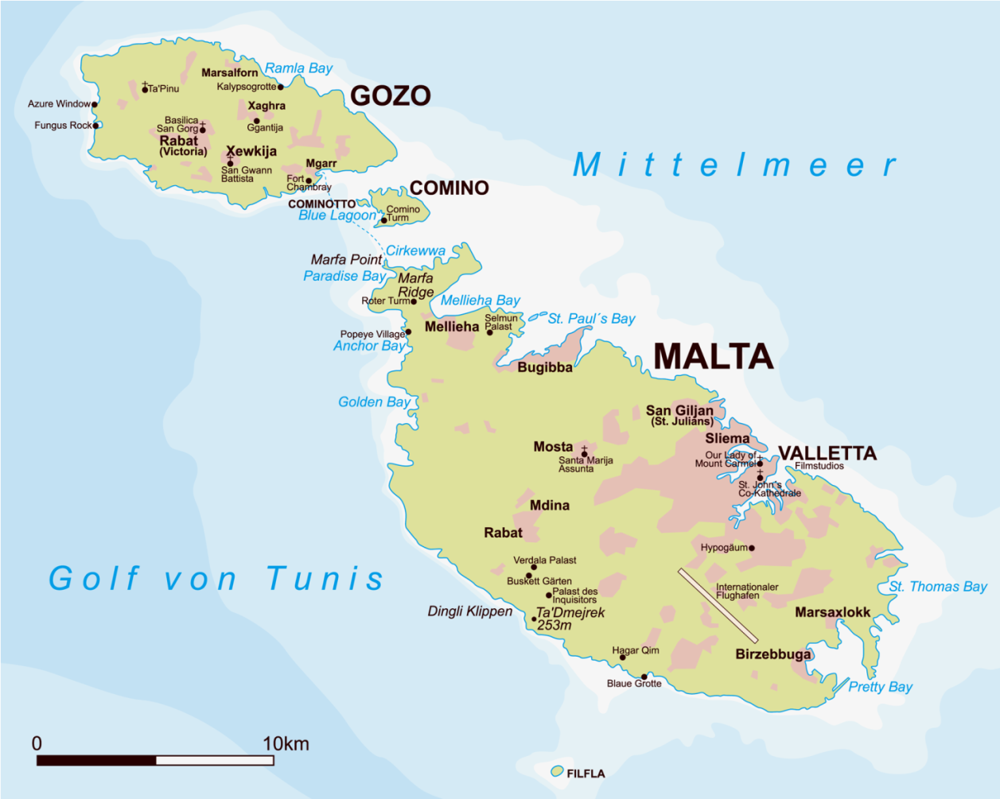 Marsalforn
Ramla Bay
Kalypsogrotte
Ta'Pinu
GOZO
Azure Window
Xaghra
Fungus Rock
Basilica
San Gorg
Ggantija
Rabat
(Victoria)
Xewkija
Mgarr
San Gwann
Battista
Fort
Chambray
Mittelmeer
COMINO
COMINOTTO
Blue Lagoon
Comino
Turm
Cirkewwa
Marfa Point
Paradise Bay
Marfa
Ridge
Roter Turm
Mellieha Bay
Selmun
Palast
St. Paul´s Bay
Mellieha
Popeye Village
Anchor Bay
MALTA
Bugibba
Golden Bay
San Giljan
(St. Julians)
Sliema
Mosta
Santa Marija
Assunta
Our Lady of
Mount Carmel
VALLETTA
Filmstudios
St. John´s
Co-Kathedrale
Mdina
Rabat
Hypogäum
Verdala Palast
Buskett Gärten
Golf von Tunis
Palast des
Inquisitors
Internationaler
Flughafen
St. Thomas Bay
Dingli Klippen
Ta'Dmejrek
253m
Marsaxlokk
Hagar Qim
Birzebbuga
Blaue Grotte
Pretty Bay
0
10km
FILFLA